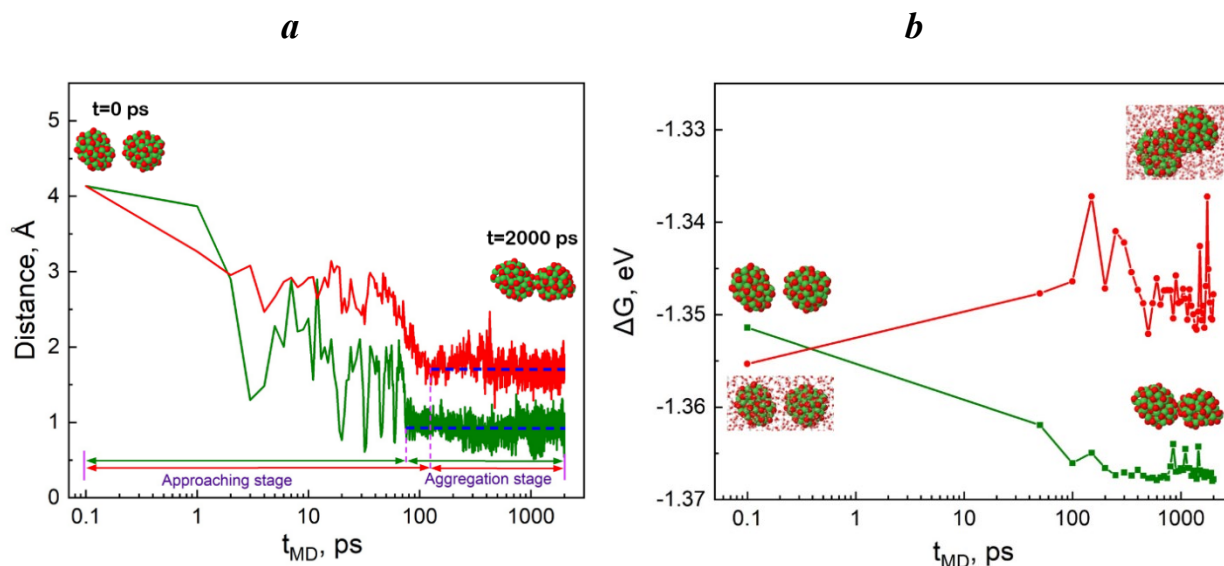 a
b
Distance, Å
5
4
3
2
1
0
t=0 ps
t=2000 ps
Approaching stage
Aggregation stage
0.1
1
10
100
1000
t_MD, ps
ΔG, eV
-1.33
-1.34
-1.35
-1.36
-1.37
0.1
1
10
100
1000
t_MD, ps